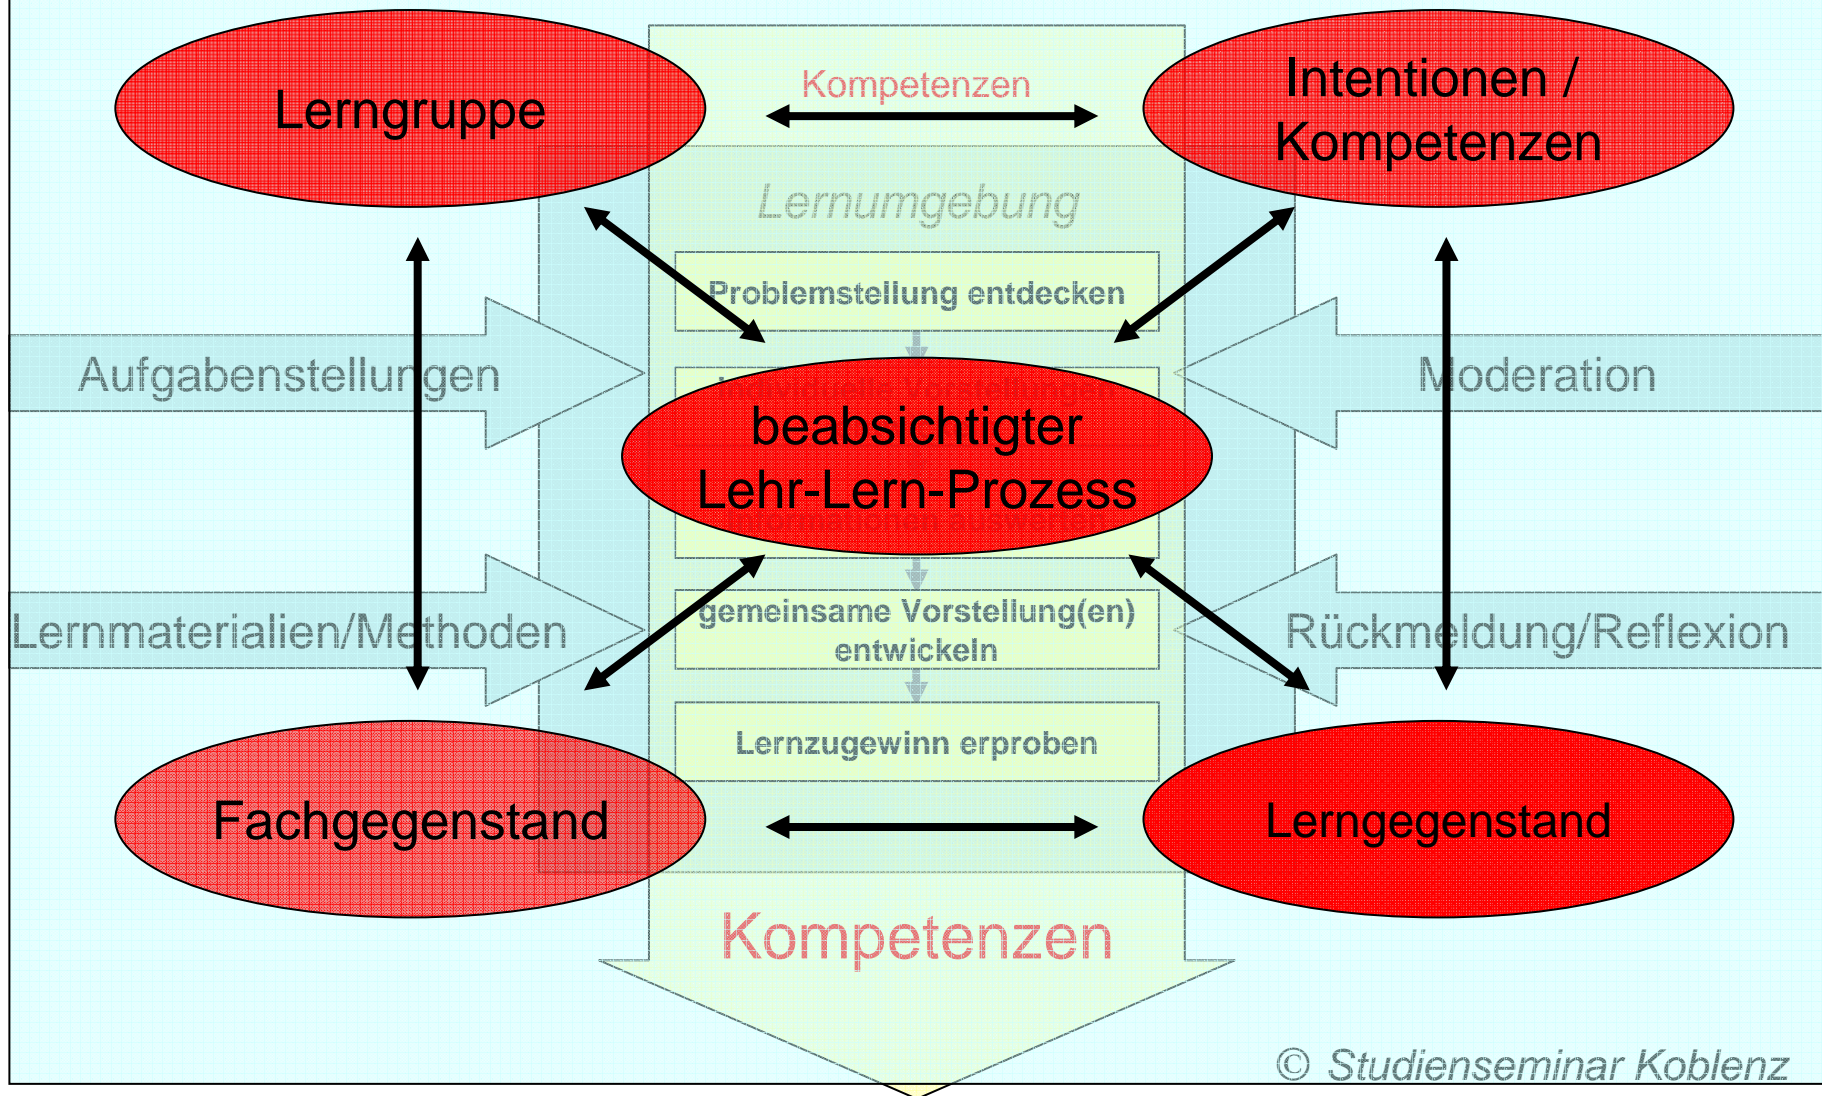 Kompetenzen
Lerngruppe
Intentionen /
Kompetenzen
Lernumgebung
Problemstellung entdecken
Aufgabenstellungen
Moderation
beabsichtigter
Lehr-Lern-Prozess
Lernmaterialien/Methoden
gemeinsame Vorstellung(en)
entwickeln
Rückmeldung/Reflexion
Lernzugewinn erproben
Fachgegenstand
Lerngegenstand
Kompetenzen
© Studienseminar Koblenz